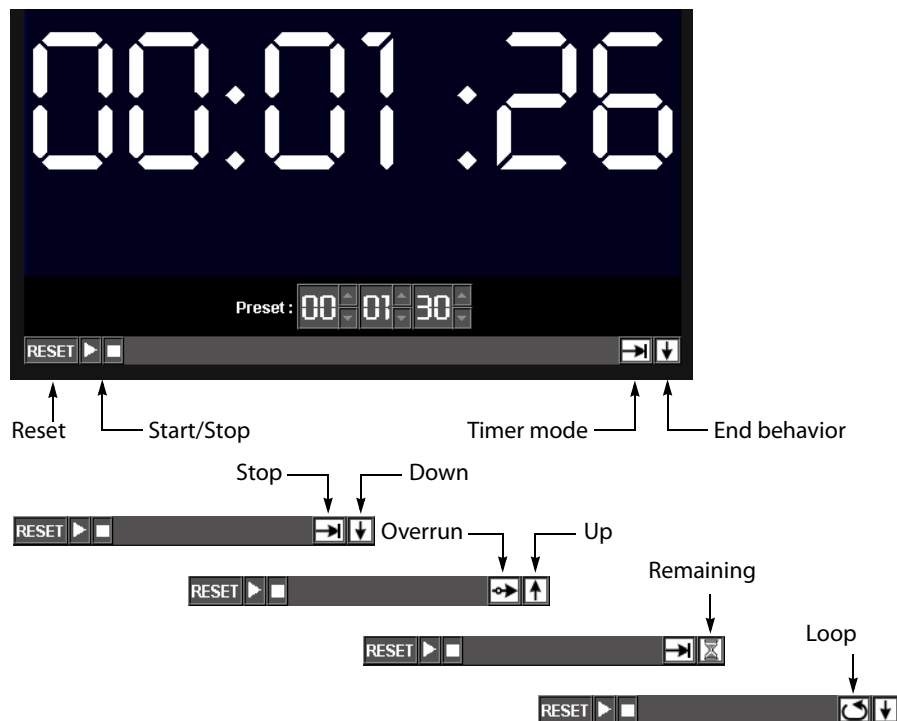 00:01:26
Preset : 00 01 30
RESET
Reset Start/Stop Timer mode End behavior
Stop Down
RESET Overrun Up
RESET Remaining
RESET Loop
RESET